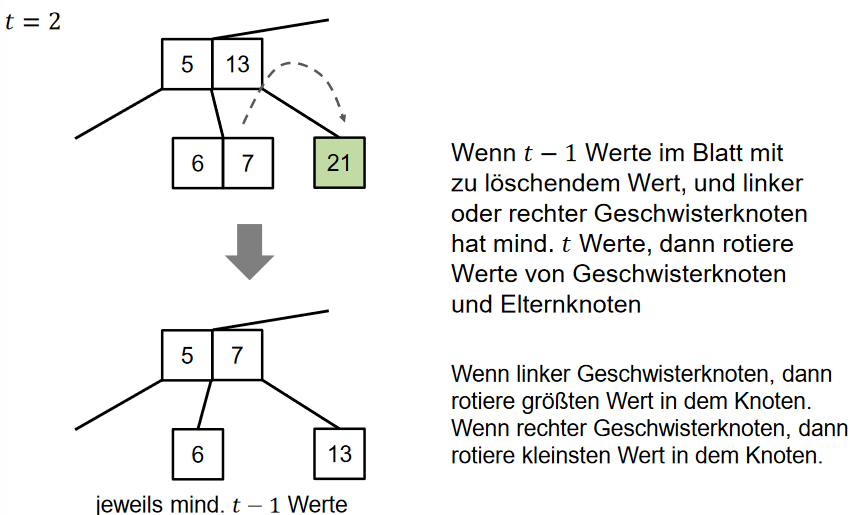 t = 2
5 13
6 7 21
Wenn t − 1 Werte im Blatt mit
zu löschendem Wert, und linker
oder rechter Geschwisterknoten
hat mind. t Werte, dann rotiere
Werte von Geschwisterknoten
und Elternknoten
5 7
6 13
Wenn linker Geschwisterknoten, dann
rotiere größten Wert in dem Knoten.
Wenn rechter Geschwisterknoten, dann
rotiere kleinsten Wert in dem Knoten.
jeweils mind. t − 1 Werte